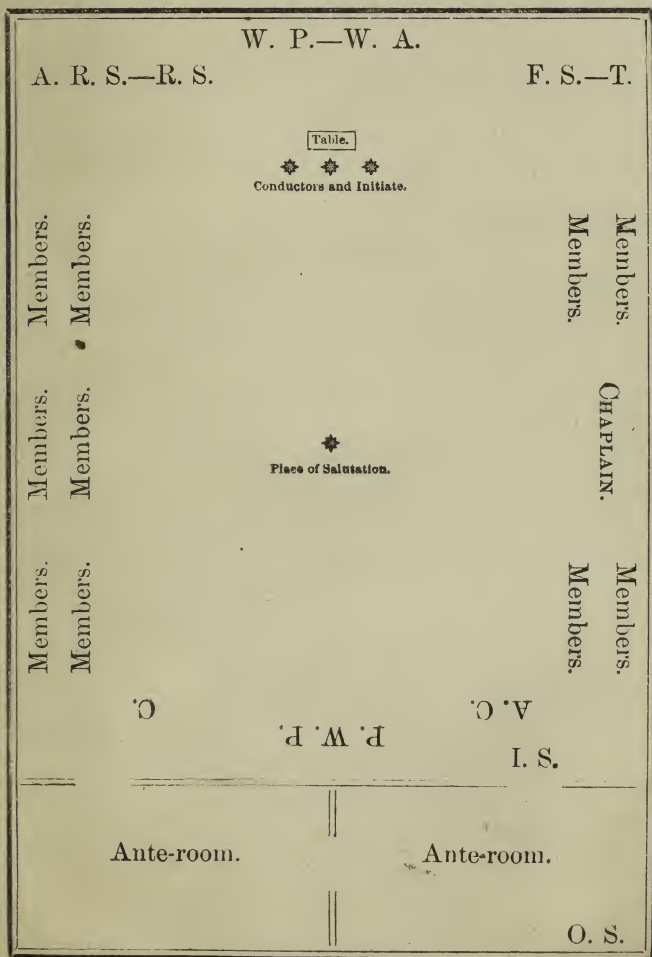 W. P.—W. A.
A. R. S.—R. S.
F. S.—T.
Table.
Conductors and Initiate.
Members.
Members.
Members.
Members.
Members.
Members.
CHAPLAIN.
Place of Salutation.
Members.
Members.
Members.
Members.
C.
P. W. P.
A. C.
I. S.
Ante-room.
Ante-room.
O. S.